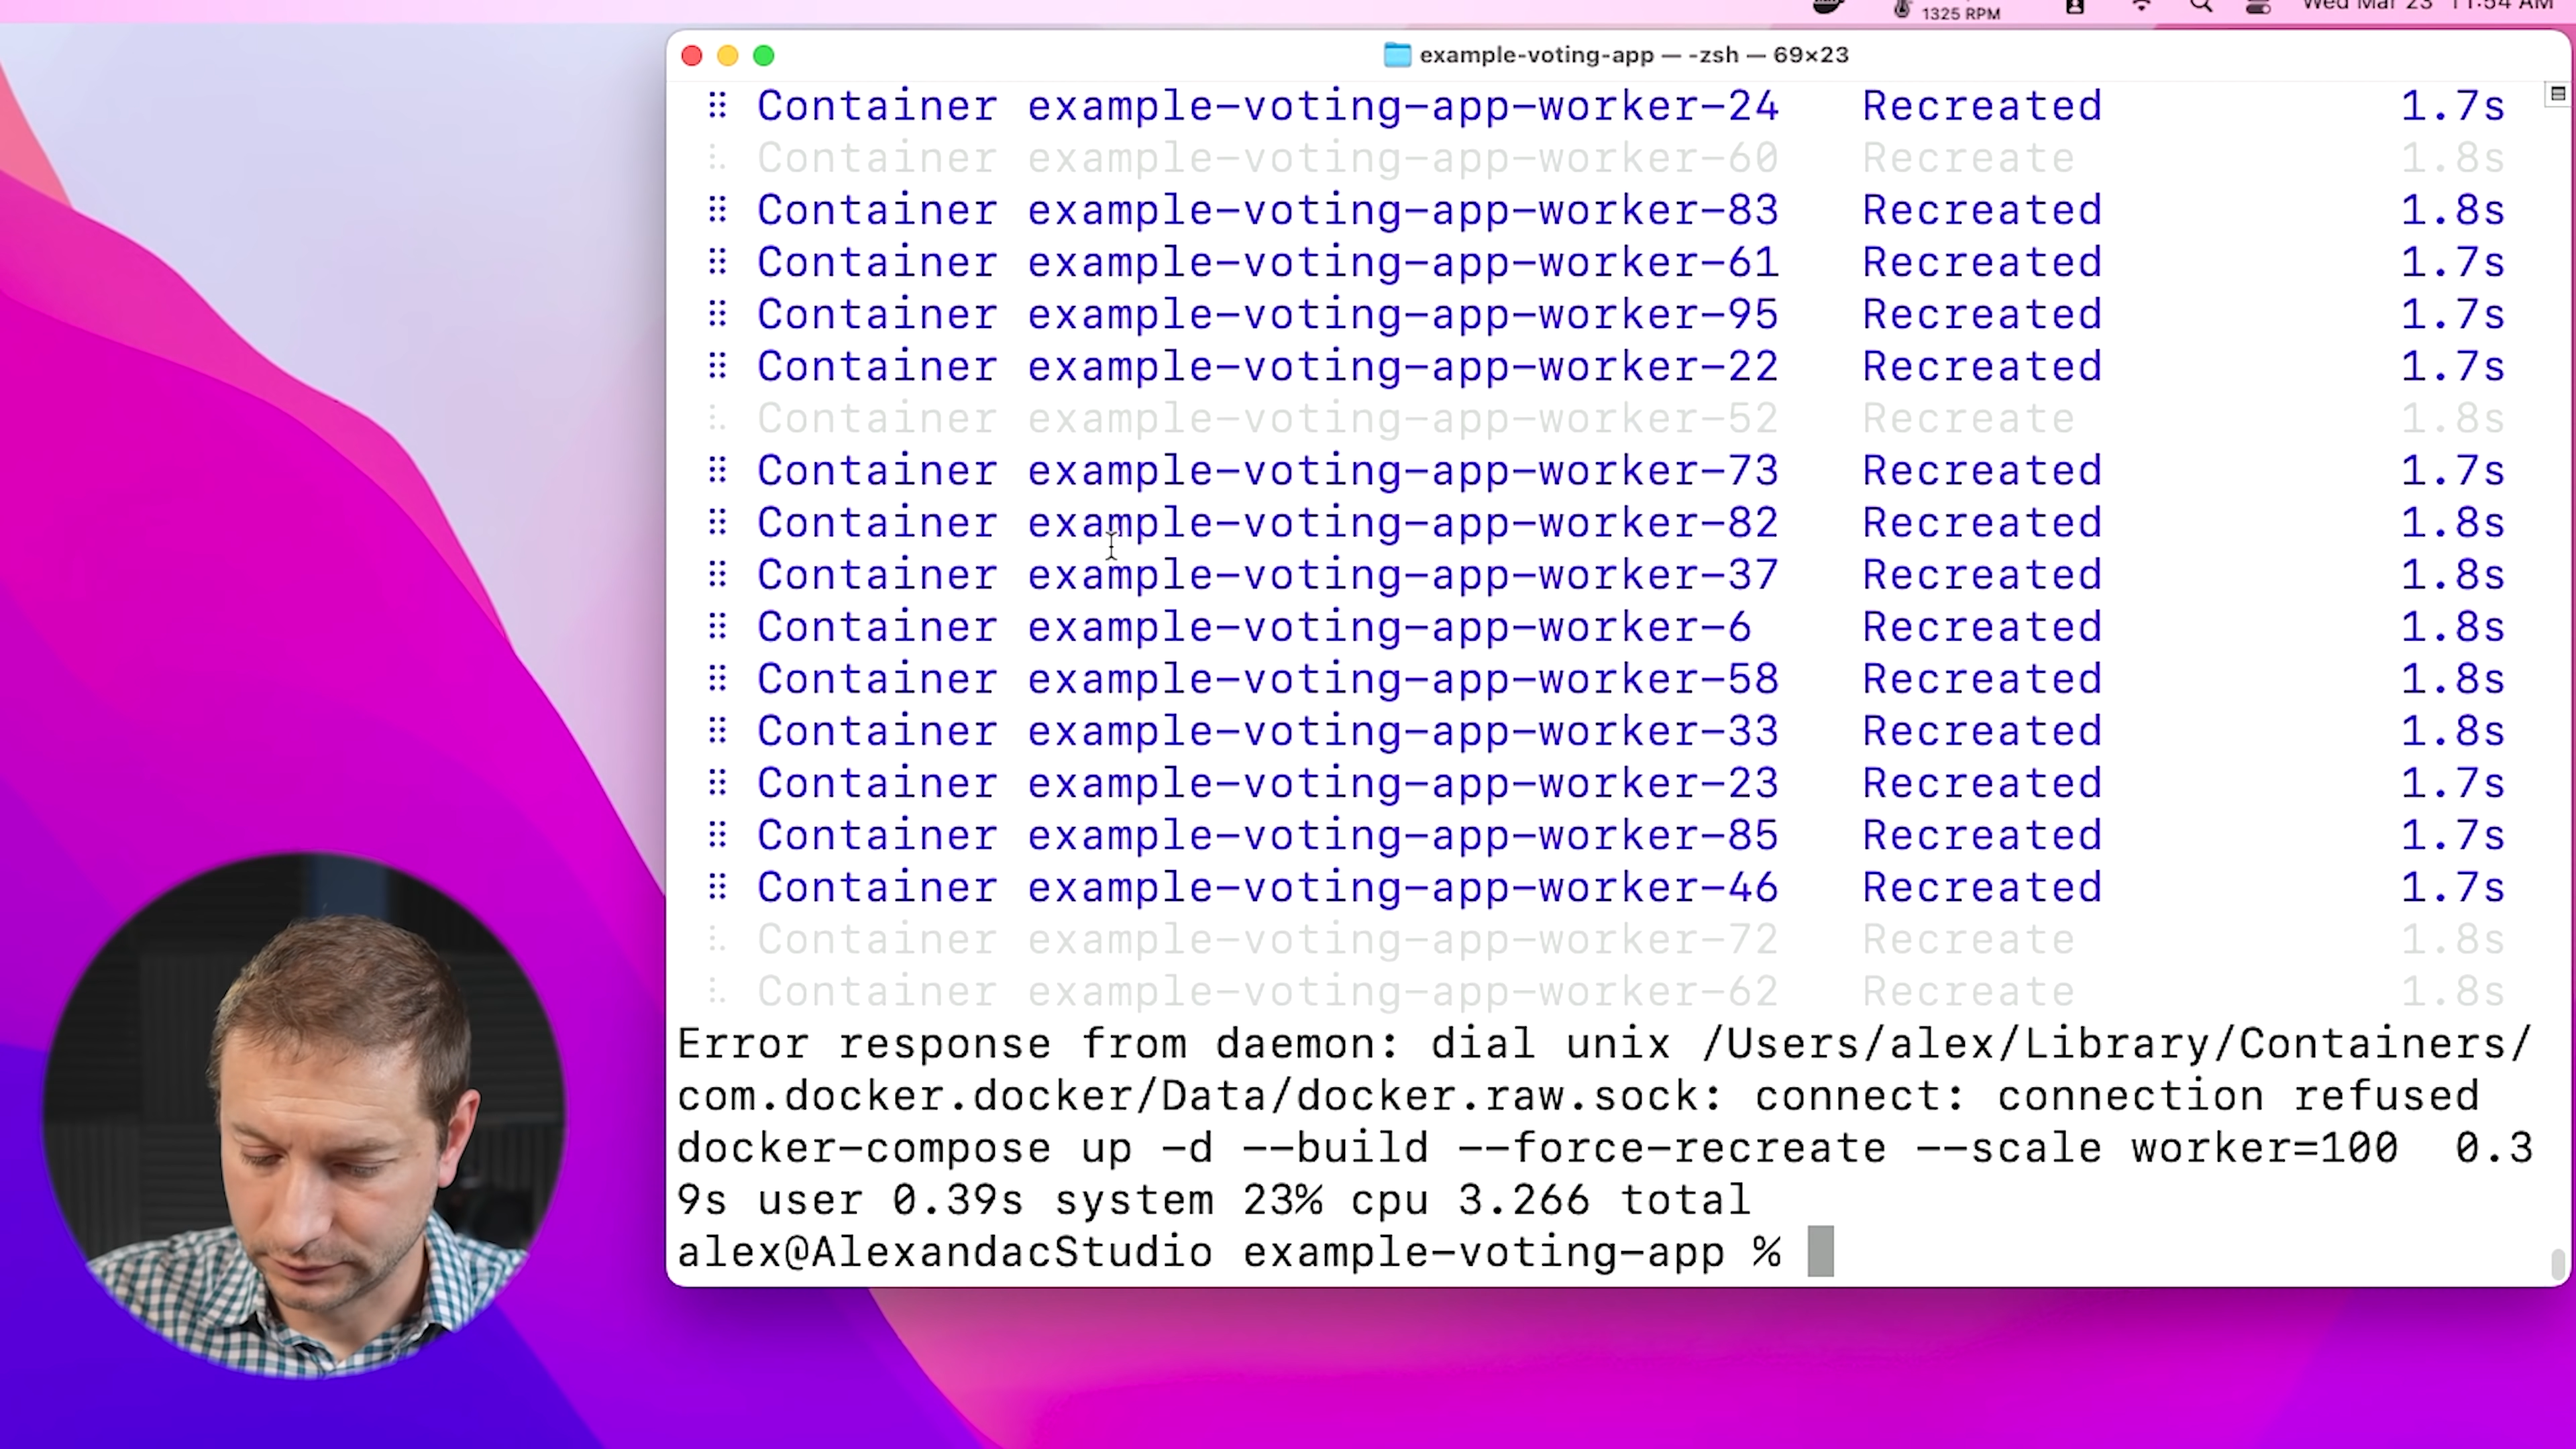 1325 RPM
Wed Mar 23 11:54 AM
example-voting-app — -zsh — 69×23
Container example-voting-app-worker-24 Recreated 1.7s
Container example-voting-app-worker-60 Recreate 1.8s
Container example-voting-app-worker-83 Recreated 1.8s
Container example-voting-app-worker-61 Recreated 1.7s
Container example-voting-app-worker-95 Recreated 1.7s
Container example-voting-app-worker-22 Recreated 1.7s
Container example-voting-app-worker-52 Recreate 1.8s
Container example-voting-app-worker-73 Recreated 1.7s
Container example-voting-app-worker-82 Recreated 1.8s
Container example-voting-app-worker-37 Recreated 1.8s
Container example-voting-app-worker-6 Recreated 1.8s
Container example-voting-app-worker-58 Recreated 1.8s
Container example-voting-app-worker-33 Recreated 1.8s
Container example-voting-app-worker-23 Recreated 1.7s
Container example-voting-app-worker-85 Recreated 1.7s
Container example-voting-app-worker-46 Recreated 1.7s
Container example-voting-app-worker-72 Recreate 1.8s
Container example-voting-app-worker-62 Recreate 1.8s
Error response from daemon: dial unix /Users/alex/Library/Containers/
com.docker.docker/Data/docker.raw.sock: connect: connection refused
docker-compose up -d --build --force-recreate --scale worker=100  0.3
9s user 0.39s system 23% cpu 3.266 total
alex@AlexandacStudio example-voting-app %